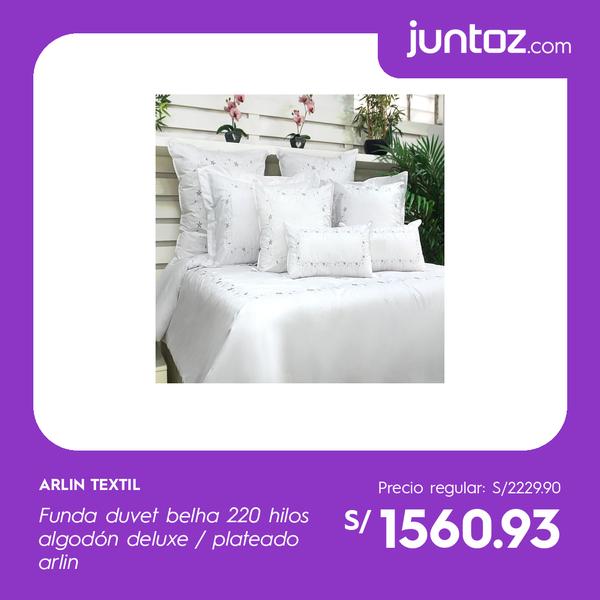 juntoz.com
ARLIN TEXTIL
Funda duvet belha 220 hilos
algodón deluxe / plateado
arlin
Precio regular: S/2229.90
S/1560.93